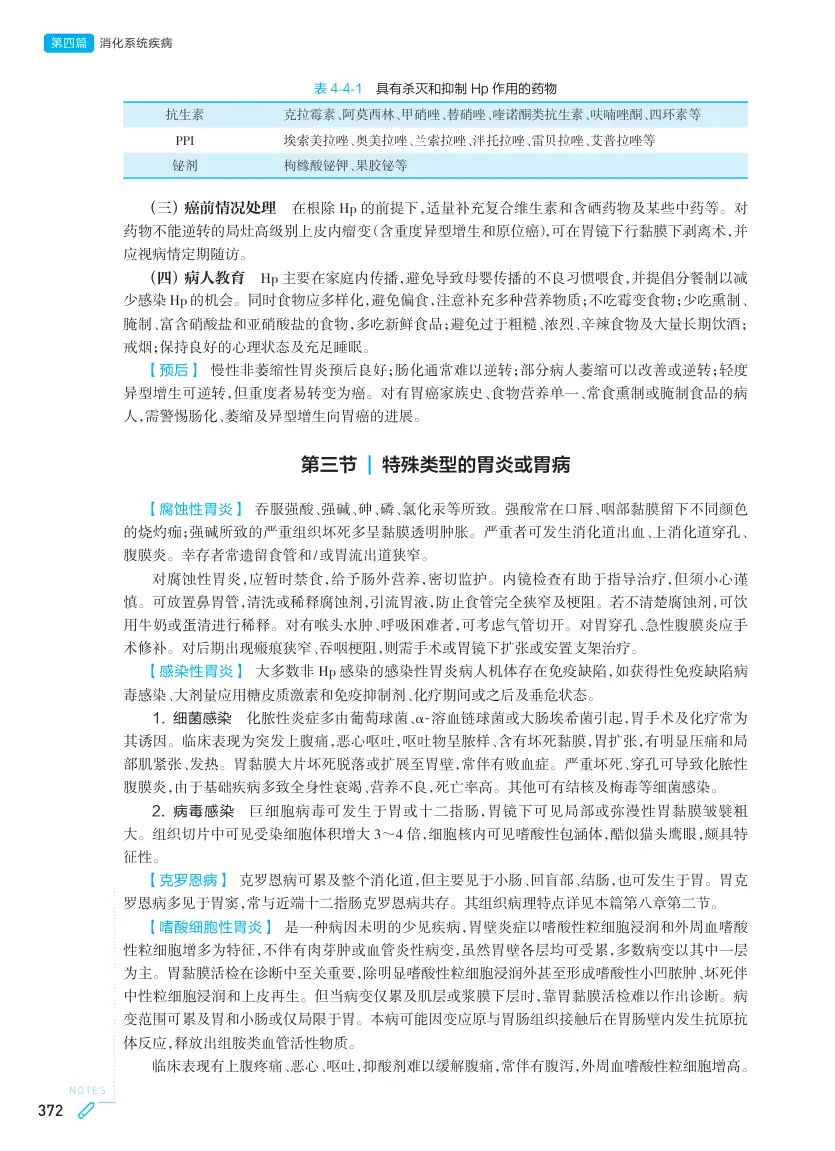 第四篇 消化系统疾病
表 4-4-1 具有杀灭和抑制 Hp 作用的药物
抗生素 克拉霉素、阿莫西林、甲硝唑、替硝唑、喹诺酮类抗生素、呋喃唑酮、四环素等
PPI 埃索美拉唑、奥美拉唑、兰索拉唑、泮托拉唑、雷贝拉唑、艾普拉唑等
铋剂 枸橼酸铋钾、果胶铋等
（三）癌前情况处理 在根除 Hp 的前提下，适量补充复合维生素和含硒药物及某些中药等。对
药物不能逆转的局灶高级别上皮内瘤变（含重度异型增生和原位癌），可在胃镜下行黏膜下剥离术，并
应视病情定期随访。
（四）病人教育 Hp 主要在家庭内传播，避免导致母婴传播的不良习惯喂食，并提倡分餐制以减
少感染 Hp 的机会。同时食物应多样化，避免偏食，注意补充多种营养物质；不吃霉变食物；少吃熏制、
腌制、富含硝酸盐和亚硝酸盐的食物，多吃新鲜食品；避免过于粗糙、浓烈、辛辣食物及大量长期饮酒；
戒烟；保持良好的心理状态及充足睡眠。
【预后】 慢性非萎缩性胃炎预后良好；肠化通常难以逆转；部分病人萎缩可以改善或逆转；轻度
异型增生可逆转，但重度者易转变为癌。对有胃癌家族史、食物营养单一、常食熏制或腌制食品的病
人，需警惕肠化、萎缩及异型增生向胃癌的进展。
第三节 | 特殊类型的胃炎或胃病
【腐蚀性胃炎】 吞服强酸、强碱、砷、磷、氯化汞等所致。强酸常在口唇、咽部黏膜留下不同颜色
的烧灼痂；强碱所致的严重组织坏死多呈黏膜透明肿胀。严重者可发生消化道出血、上消化道穿孔、
腹膜炎。幸存者常遗留食管和/或胃流出道狭窄。
对腐蚀性胃炎，应暂时禁食，给予肠外营养，密切监护。内镜检查有助于指导治疗，但须小心谨
慎。可放置鼻胃管，清洗或稀释腐蚀剂，引流胃液，防止食管完全狭窄及梗阻。若不清楚腐蚀剂，可饮
用牛奶或蛋清进行稀释。对有喉头水肿、呼吸困难者，可考虑气管切开。对胃穿孔、急性腹膜炎应手
术修补。对后期出现瘢痕狭窄、吞咽梗阻，则需手术或胃镜下扩张或安置支架治疗。
【感染性胃炎】 大多数非 Hp 感染的感染性胃炎病人机体存在免疫缺陷，如获得性免疫缺陷病
毒感染、大剂量应用糖皮质激素和免疫抑制剂、化疗期间或之后及垂危状态。
1. 细菌感染 化脓性炎症多由葡萄球菌、α-溶血链球菌或大肠埃希菌引起，胃手术及化疗常为
其诱因。临床表现为突发上腹痛，恶心呕吐，呕吐物呈脓样、含有坏死黏膜，胃扩张，有明显压痛和局
部肌紧张、发热。胃黏膜大片坏死脱落或扩展至胃壁，常伴有败血症。严重坏死、穿孔可导致化脓性
腹膜炎，由于基础疾病多致全身性衰竭、营养不良，死亡率高。其他可有结核及梅毒等细菌感染。
2. 病毒感染 巨细胞病毒可发生于胃或十二指肠，胃镜下可见局部或弥漫性胃黏膜皱襞粗
大。组织切片中可见受染细胞体积增大 3～4 倍，细胞核内可见嗜酸性包涵体，酷似猫头鹰眼，颇具特
征性。
【克罗恩病】 克罗恩病可累及整个消化道，但主要见于小肠、回盲部、结肠，也可发生于胃。胃克
罗恩病多见于胃窦，常与近端十二指肠克罗恩病共存。其组织病理特点详见本篇第八章第二节。
【嗜酸细胞性胃炎】 是一种病因未明的少见疾病，胃壁炎症以嗜酸性粒细胞浸润和外周血嗜酸
性粒细胞增多为特征，不伴有肉芽肿或血管炎性病变，虽然胃壁各层均可受累，多数病变以其中一层
为主。胃黏膜活检在诊断中至关重要，除明显嗜酸性粒细胞浸润外甚至形成嗜酸性小凹脓肿、坏死伴
中性粒细胞浸润和上皮再生。但当病变仅累及肌层或浆膜下层时，靠胃黏膜活检难以作出诊断。病
变范围可累及胃和小肠或仅局限于胃。本病可能因变应原与胃肠组织接触后在胃肠壁内发生抗原抗
体反应，释放出组胺类血管活性物质。
临床表现有上腹疼痛、恶心、呕吐，抑酸剂难以缓解腹痛，常伴有腹泻，外周血嗜酸性粒细胞增高。
NOTES
372